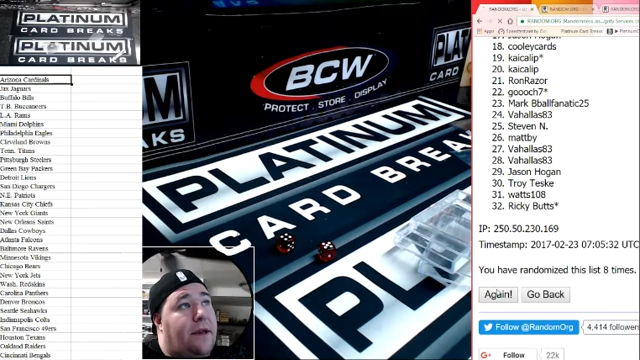 PLATINUM
CARD BREAKS
PLATINUM
CARD BREAKS
Arizona Cardinals
Jax Jaguars
Buffalo Bills
T.B. Buccaneers
L.A. Rams
Miami Dolphins
Philadelphia Eagles
Cleveland Browns
Tenn. Titans
Pittsburgh Steelers
Green Bay Packers
Detroit Lions
San Diego Chargers
N.E. Patriots
Kansas City Chiefs
New York Giants
New Orleans Saints
Dallas Cowboys
Atlanta Falcons
Baltimore Ravens
Minnesota Vikings
Chicago Bears
New York Jets
Wash. Redskins
Carolina Panthers
Denver Broncos
Seattle Seahawks
Indianapolis Colts
San Francisco 49ers
Houston Texans
Oakland Raiders
Cincinnati Bengals
BCW
PROTECT . STORE . DISPLAY
PLATINUM
CARD BREAK
17. Jason Hogan
18. cooleycards
19. kaicalip*
20. kaicalip
21. RonRazor
22. goooch7*
23. Mark Bballfanatic25
24. Vahallas83
25. Steven N.
26. mattby
27. Vahallas83
28. Vahallas83
29. Jason Hogan
30. Troy Teske
31. watts108
32. Ricky Butts*
IP: 250.50.230.169
Timestamp: 2017-02-23 07:05:32 UTC
You have randomized this list 8 times.
Again! Go Back
Follow @RandomOrg 4,414 followers
Follow 22k